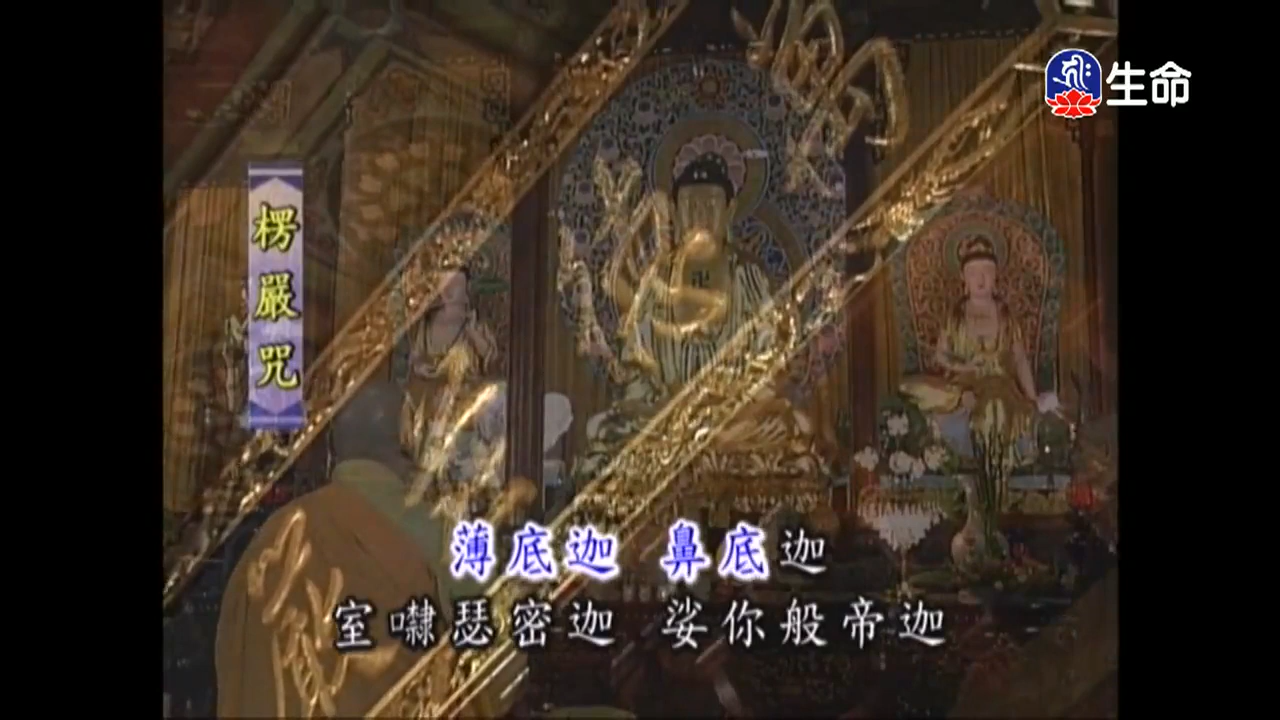 生命
楞嚴咒
薄底迦 鼻底迦
室囇瑟密迦 娑你般帝迦